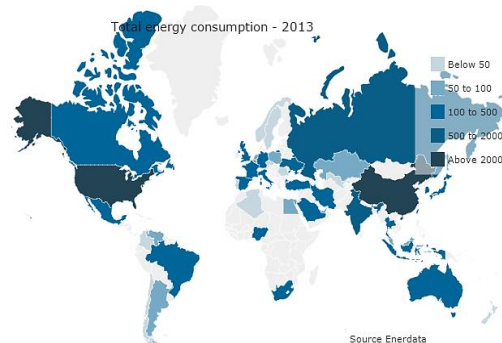 Total energy consumption - 2013
Below 50
50 to 100
100 to 500
500 to 2000
Above 2000
Source Enerdata